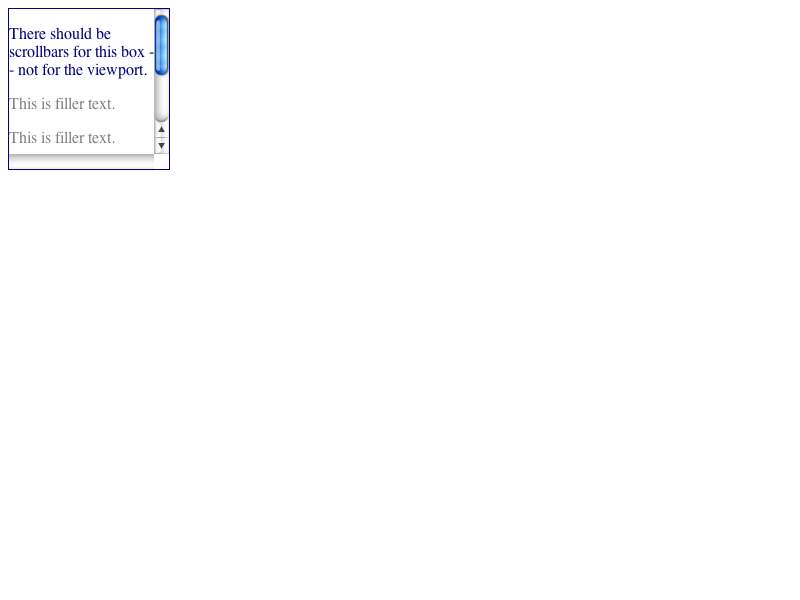 There should be
scrollbars for this box -
- not for the viewport.
This is filler text.
This is filler text.